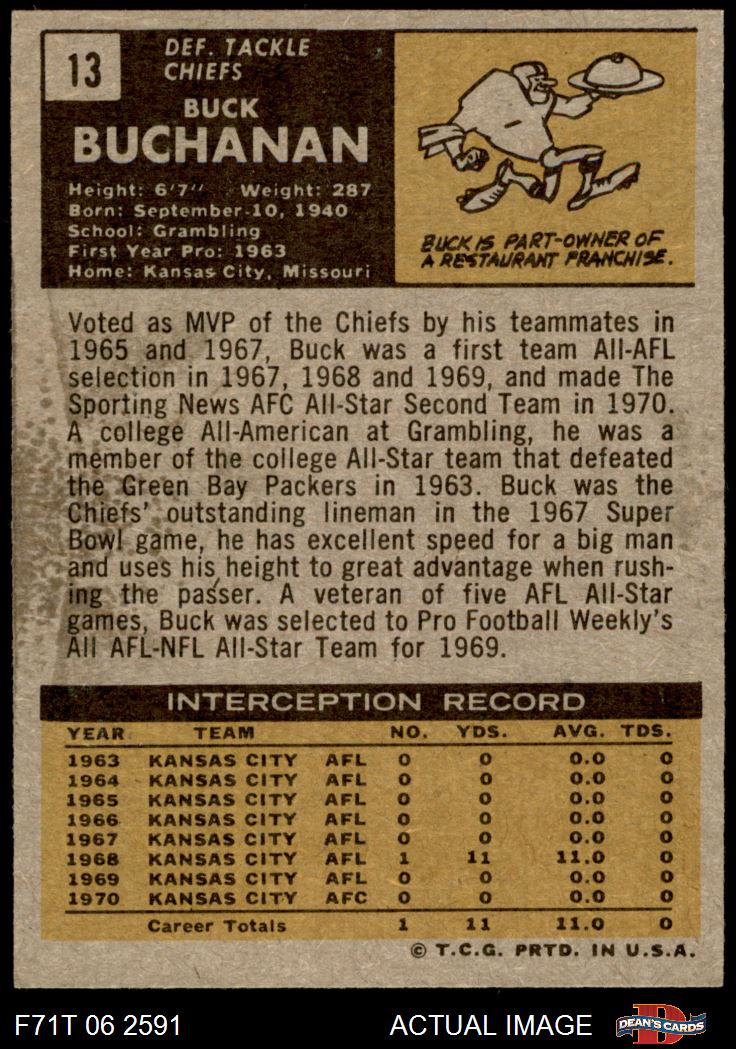 13
DEF. TACKLE
CHIEFS
BUCK
BUCHANAN
Height: 6'7" Weight: 287
Born: September 10, 1940
School: Grambling
First Year Pro: 1963
Home: Kansas City, Missouri
BUCK IS PART-OWNER OF
A RESTAURANT FRANCHISE.
Voted as MVP of the Chiefs by his teammates in
1965 and 1967, Buck was a first team All-AFL
selection in 1967, 1968 and 1969, and made The
Sporting News AFC All-Star Second Team in 1970.
A college All-American at Grambling, he was a
member of the college All-Star team that defeated
the Green Bay Packers in 1963. Buck was the
Chiefs' outstanding lineman in the 1967 Super
Bowl game, he has excellent speed for a big man
and uses his height to great advantage when rush-
ing the passer. A veteran of five AFL All-Star
games, Buck was selected to Pro Football Weekly's
All AFL-NFL All-Star Team for 1969.
INTERCEPTION RECORD
YEAR TEAM NO. YDS. AVG. TDS.
1963 KANSAS CITY AFL 0 0 0.0 0
1964 KANSAS CITY AFL 0 0 0.0 0
1965 KANSAS CITY AFL 0 0 0.0 0
1966 KANSAS CITY AFL 0 0 0.0 0
1967 KANSAS CITY AFL 0 0 0.0 0
1968 KANSAS CITY AFL 1 11 11.0 0
1969 KANSAS CITY AFL 0 0 0.0 0
1970 KANSAS CITY AFC 0 0 0.0 0
Career Totals 1 11 11.0 0
© T.C.G. PRTD. IN U.S.A.
F71T 06 2591 ACTUAL IMAGE D DEAN'S CARDS